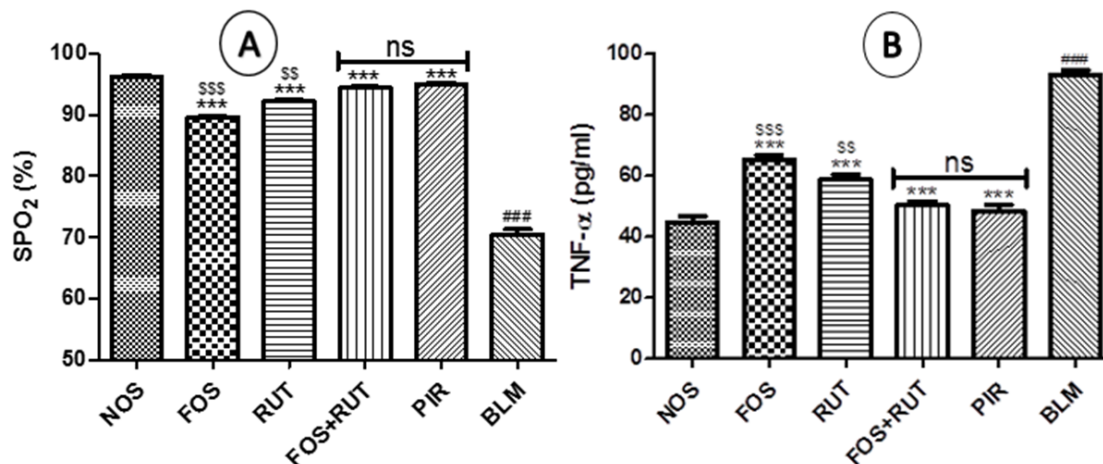 A
SPO2 (%)
100
90
80
70
60
50
ns
$$$
***
$$
***
***
***
###
NOS
FOS
RUT
FOS+RUT
PIR
BLM
B
TNF-α (pg/ml)
100
80
60
40
20
0
ns
$$$
***
$$
***
***
***
###
NOS
FOS
RUT
FOS+RUT
PIR
BLM